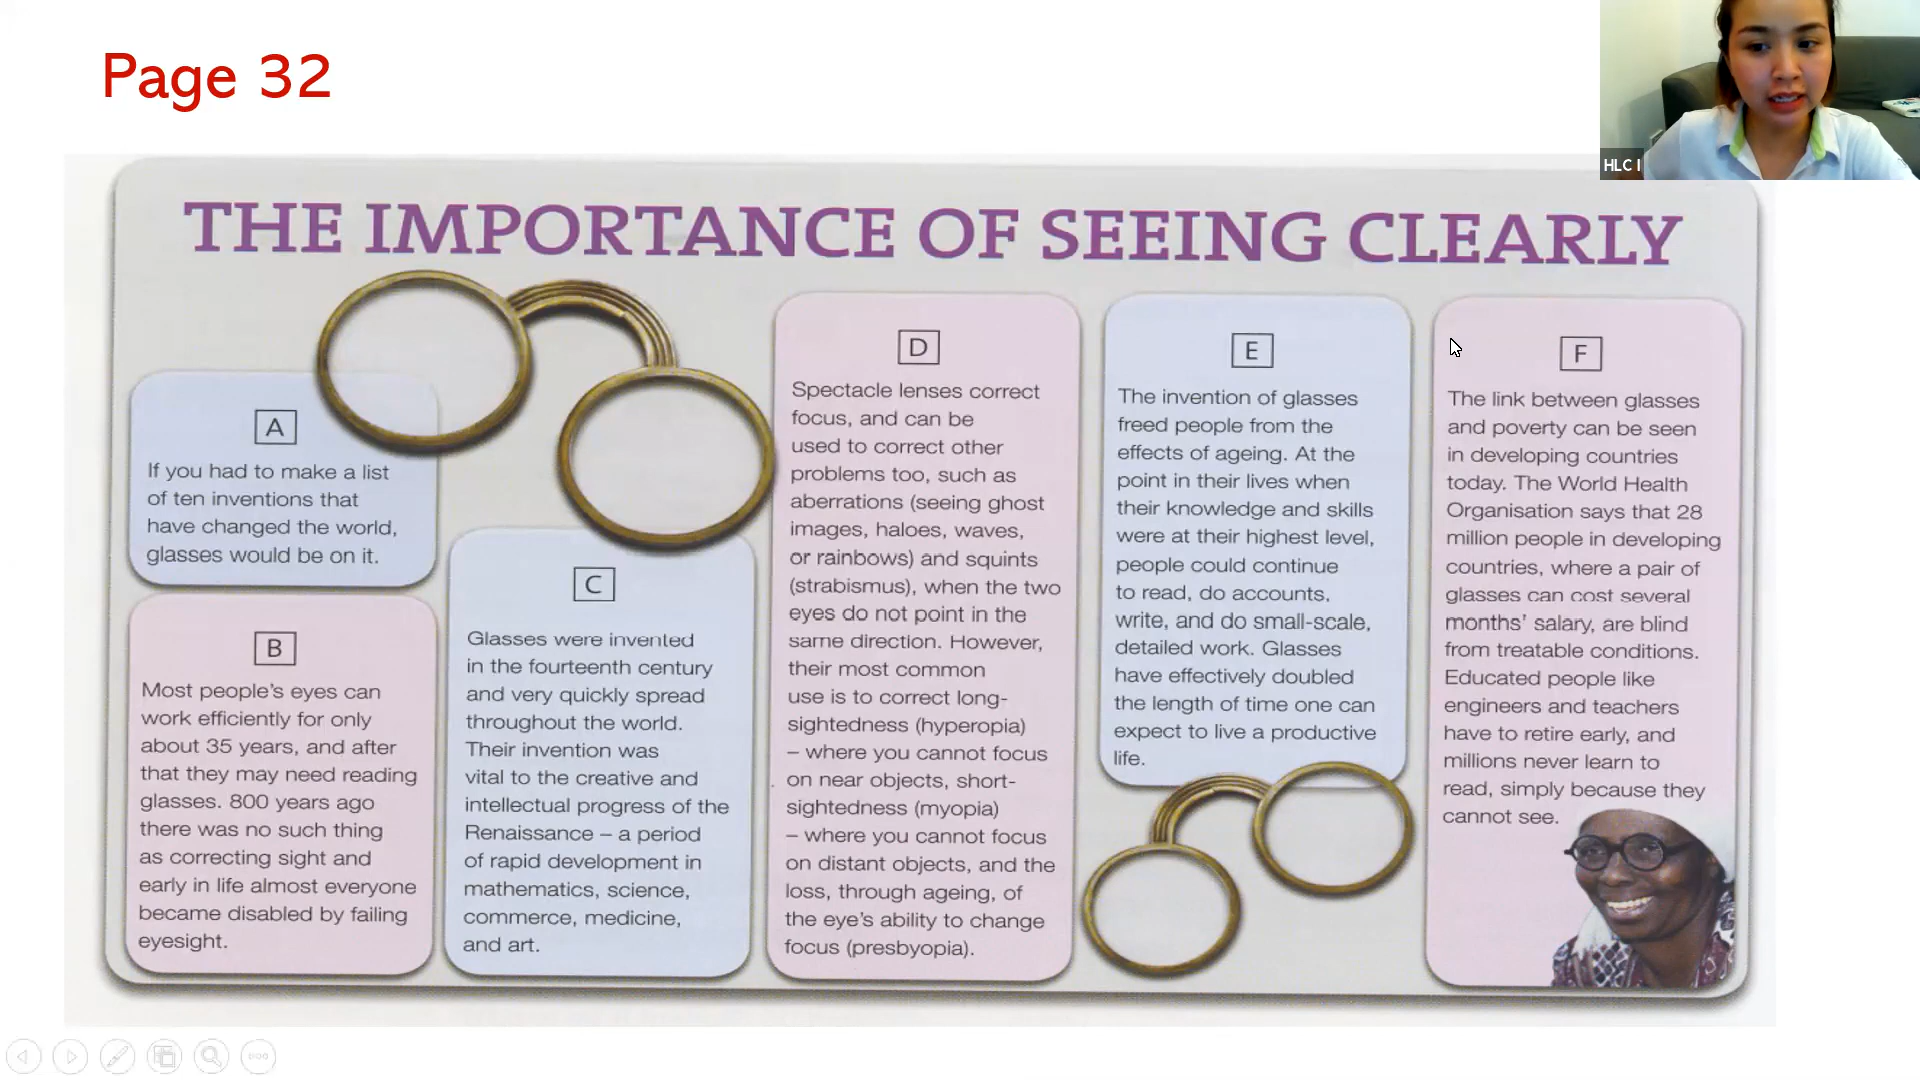 Page 32
HLC I
THE IMPORTANCE OF SEEING CLEARLY
A
If you had to make a list
of ten inventions that
have changed the world,
glasses would be on it.
B
Most people's eyes can
work efficiently for only
about 35 years, and after
that they may need reading
glasses. 800 years ago
there was no such thing
as correcting sight and
early in life almost everyone
became disabled by failing
eyesight.
C
Glasses were invented
in the fourteenth century
and very quickly spread
throughout the world.
Their invention was
vital to the creative and
intellectual progress of the
Renaissance – a period
of rapid development in
mathematics, science,
commerce, medicine,
and art.
D
Spectacle lenses correct
focus, and can be
used to correct other
problems too, such as
aberrations (seeing ghost
images, haloes, waves,
or rainbows) and squints
(strabismus), when the two
eyes do not point in the
same direction. However,
their most common
use is to correct long-
sightedness (hyperopia)
– where you cannot focus
on near objects, short-
sightedness (myopia)
– where you cannot focus
on distant objects, and the
loss, through ageing, of
the eye's ability to change
focus (presbyopia).
E
The invention of glasses
freed people from the
effects of ageing. At the
point in their lives when
their knowledge and skills
were at their highest level,
people could continue
to read, do accounts,
write, and do small-scale,
detailed work. Glasses
have effectively doubled
the length of time one can
expect to live a productive
life.
F
The link between glasses
and poverty can be seen
in developing countries
today. The World Health
Organisation says that 28
million people in developing
countries, where a pair of
glasses can cost several
months' salary, are blind
from treatable conditions.
Educated people like
engineers and teachers
have to retire early, and
millions never learn to
read, simply because they
cannot see.